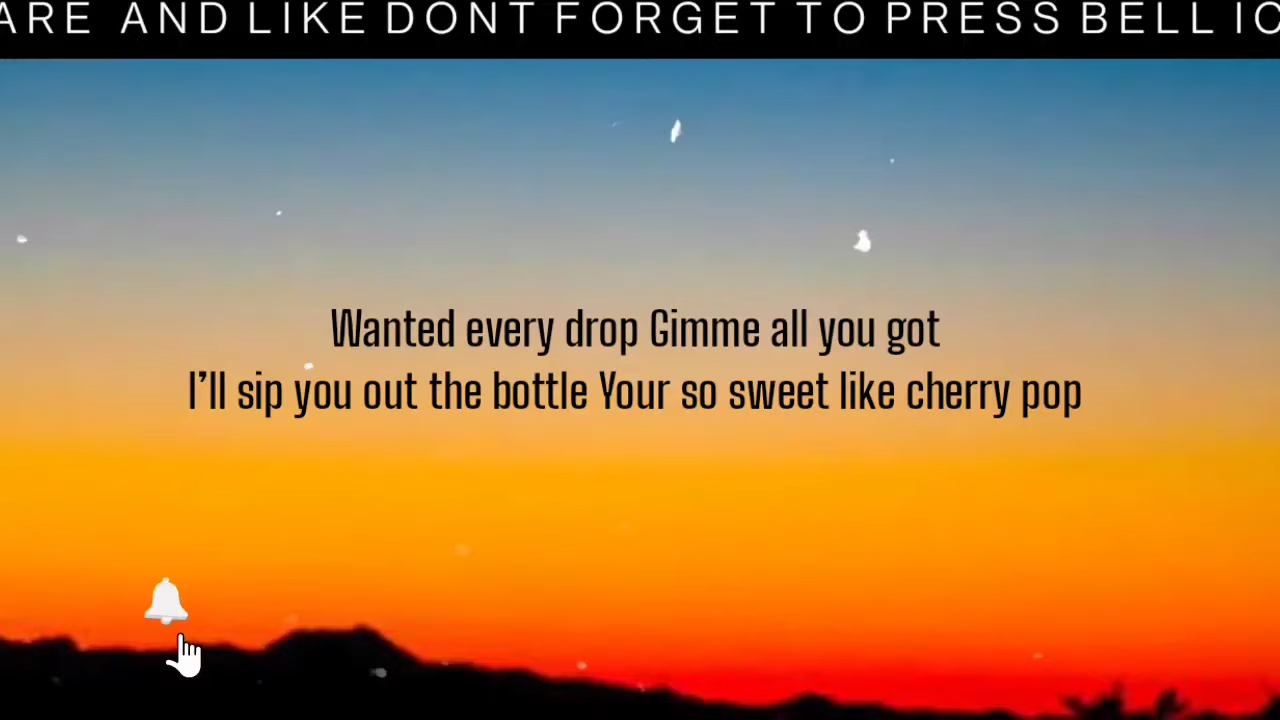 ARE AND LIKE DONT FORGET TO PRESS BELL IC
Wanted every drop Gimme all you got
I’ll sip you out the bottle Your so sweet like cherry pop